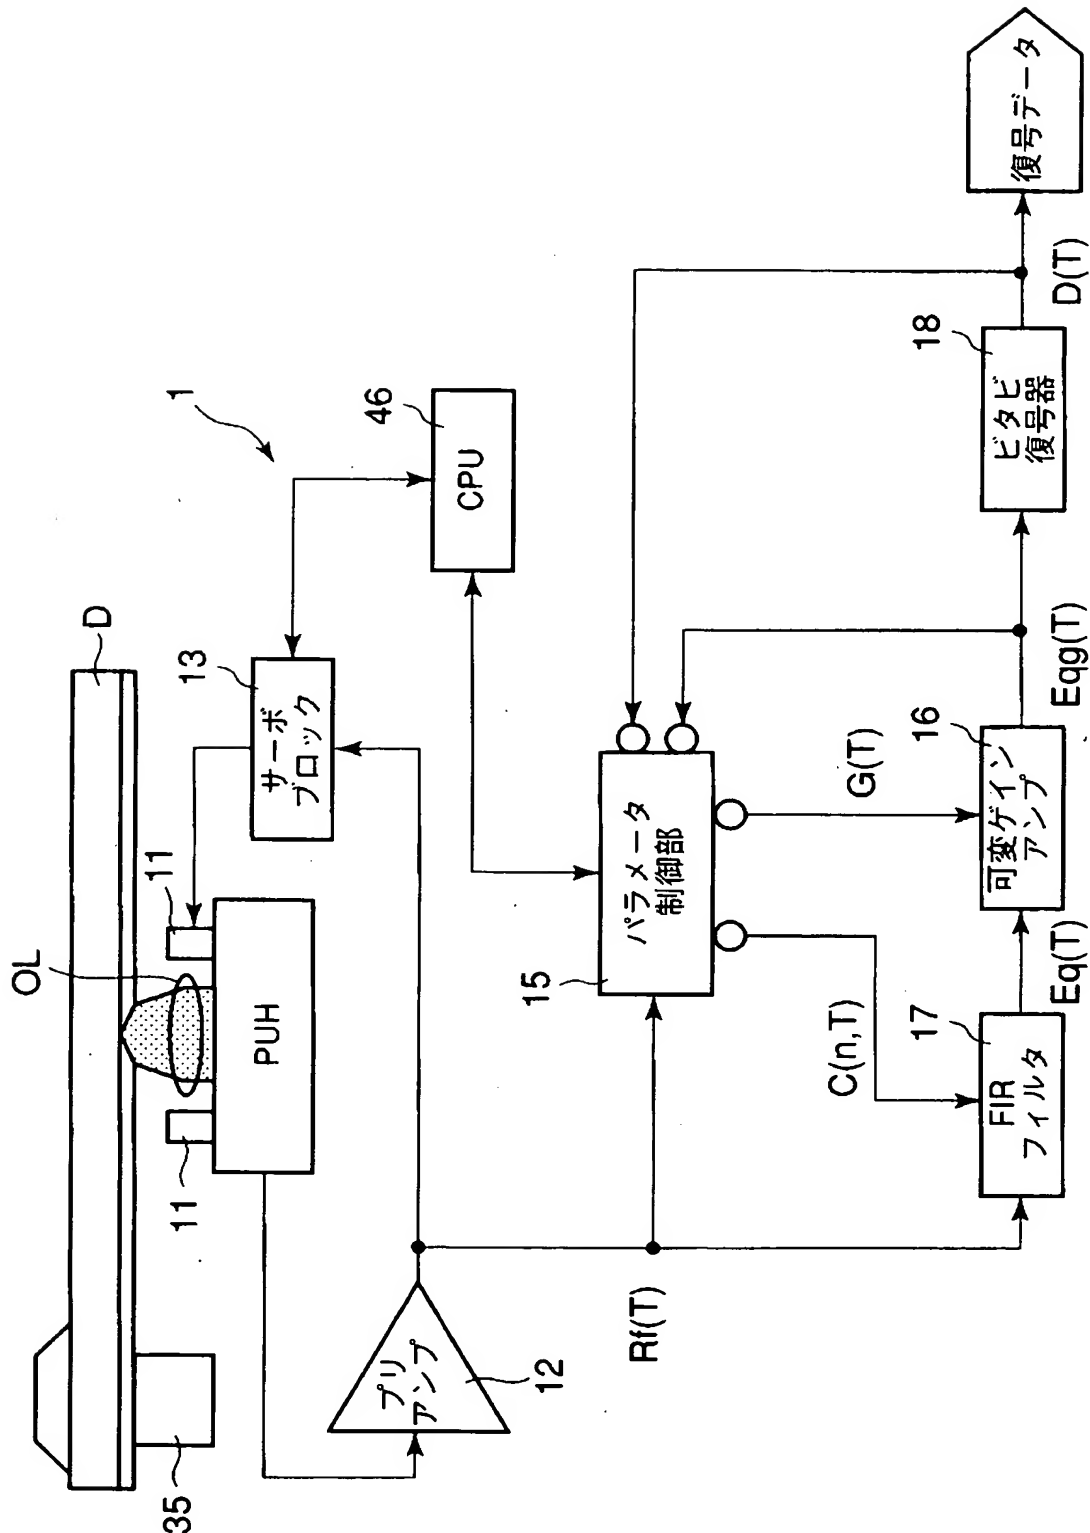 35
D
OL
11
11
PUH
13
サーボ
ブロック
1
46
CPU
プリ
アンプ
12
Rf(T)
15
パラメータ
制御部
C(n,T)
G(T)
17
FIR
フィルタ
Eq(T)
16
可変ゲイン
アンプ
Eqg(T)
18
ビタビ
復号器
D(T)
復号データ